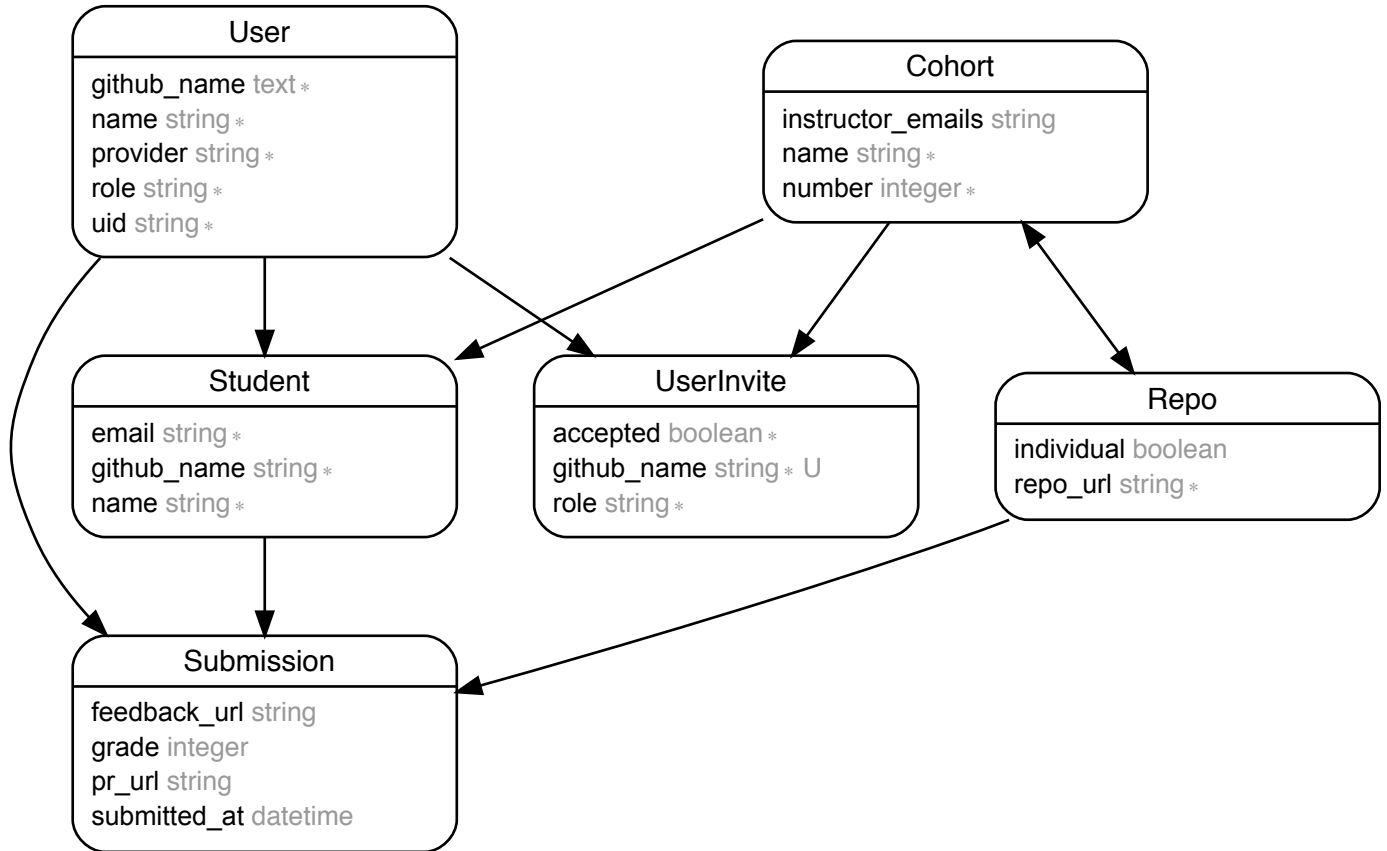 User
github_name text *
name string *
provider string *
role string *
uid string *
Cohort
instructor_emails string
name string *
number integer *
Student
email string *
github_name string *
name string *
UserInvite
accepted boolean *
github_name string * U
role string *
Repo
individual boolean
repo_url string *
Submission
feedback_url string
grade integer
pr_url string
submitted_at datetime